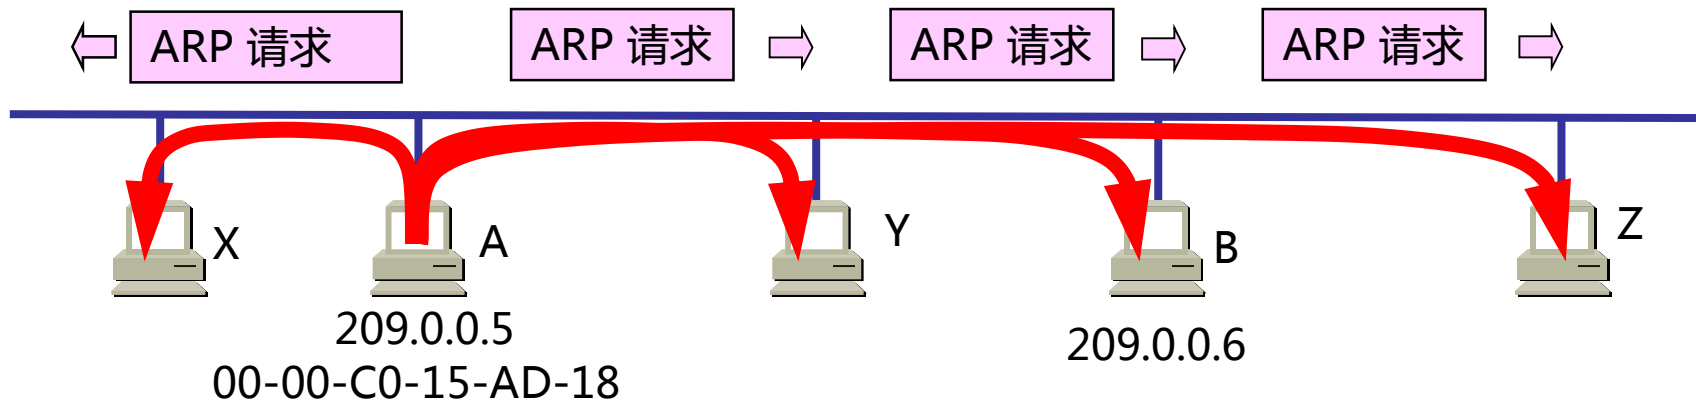 ARP 请求
ARP 请求
ARP 请求
ARP 请求
X
A
Y
B
Z
209.0.0.5
00-00-C0-15-AD-18
209.0.0.6